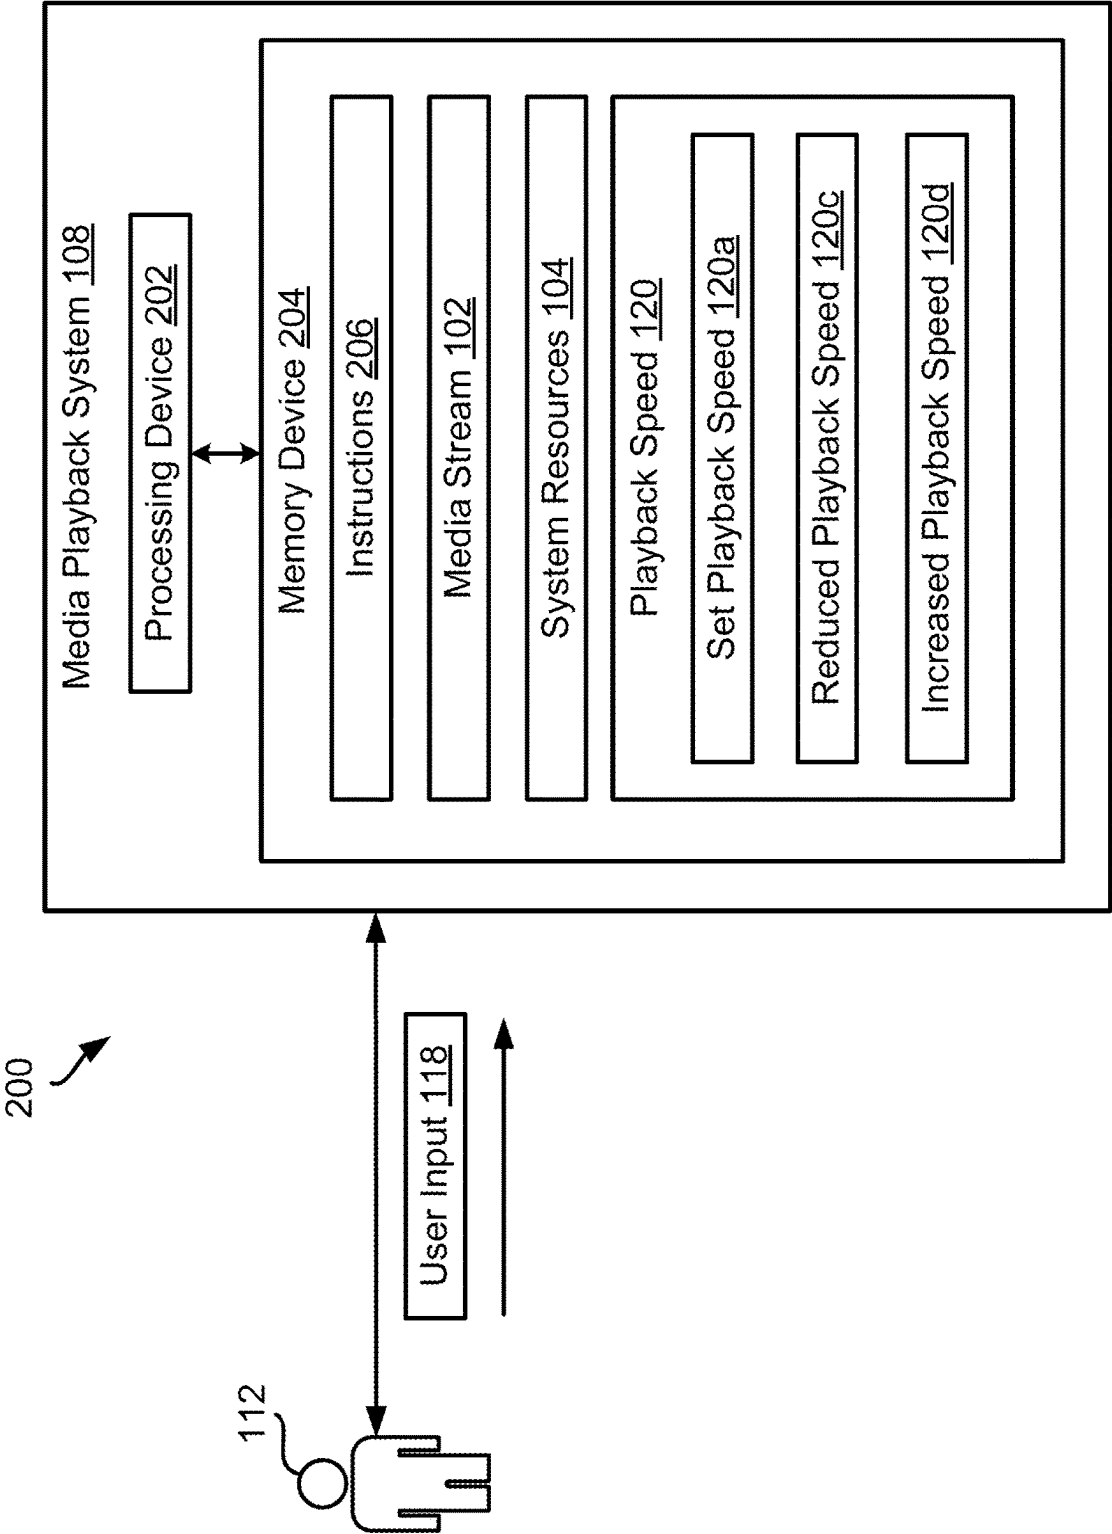 200
112
User Input 118
Media Playback System 108
Processing Device 202
Memory Device 204
Instructions 206
Media Stream 102
System Resources 104
Playback Speed 120
Set Playback Speed 120a
Reduced Playback Speed 120c
Increased Playback Speed 120d